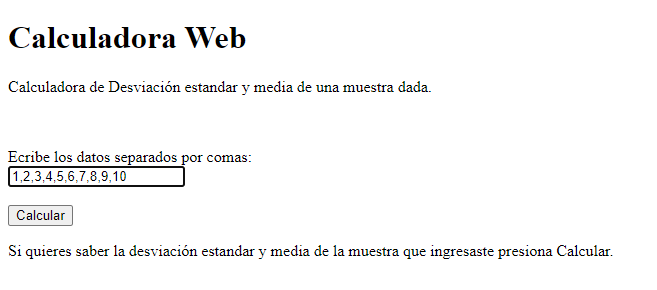 Calculadora Web
Calculadora de Desviación estandar y media de una muestra dada.
Ecribe los datos separados por comas:
1,2,3,4,5,6,7,8,9,10
Calcular
Si quieres saber la desviación estandar y media de la muestra que ingresaste presiona Calcular.